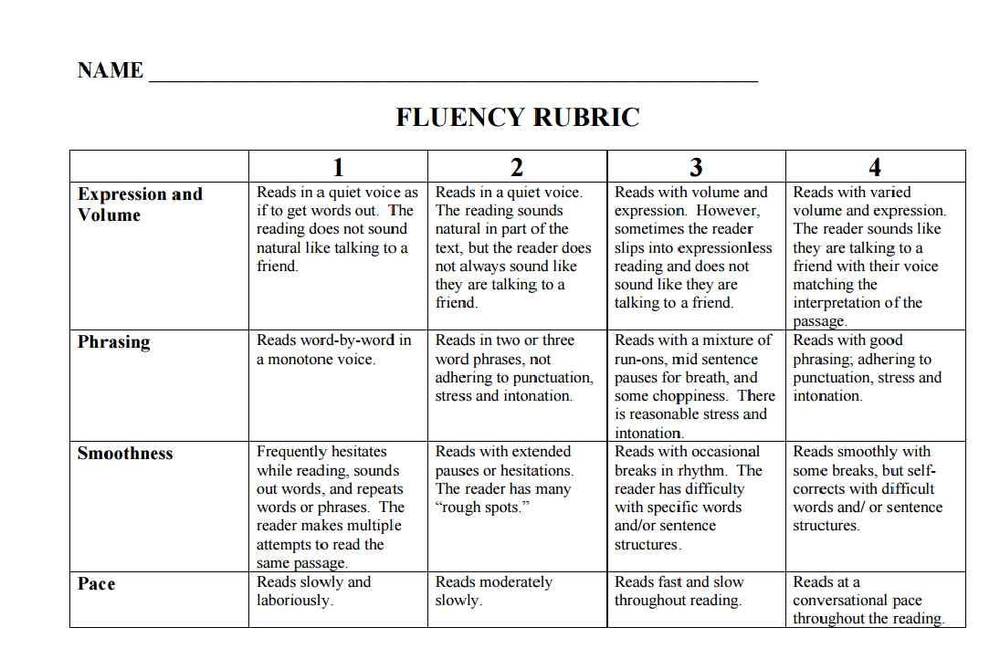 NAME ______________________________________________________
FLUENCY RUBRIC
1
2
3
4
Expression and
Volume
Reads in a quiet voice as
if to get words out.  The
reading does not sound
natural like talking to a
friend.
Reads in a quiet voice.
The reading sounds
natural in part of the
text, but the reader does
not always sound like
they are talking to a
friend.
Reads with volume and
expression.  However,
sometimes the reader
slips into expressionless
reading and does not
sound like they are
talking to a friend.
Reads with varied
volume and expression.
The reader sounds like
they are talking to a
friend with their voice
matching the
interpretation of the
passage.
Phrasing
Reads word-by-word in
a monotone voice.
Reads in two or three
word phrases, not
adhering to punctuation,
stress and intonation.
Reads with a mixture of
run-ons, mid sentence
pauses for breath, and
some choppiness.  There
is reasonable stress and
intonation.
Reads with good
phrasing; adhering to
punctuation, stress and
intonation.
Smoothness
Frequently hesitates
while reading, sounds
out words, and repeats
words or phrases.  The
reader makes multiple
attempts to read the
same passage.
Reads with extended
pauses or hesitations.
The reader has many
“rough spots.”
Reads with occasional
breaks in rhythm.  The
reader has difficulty
with specific words
and/or sentence
structures.
Reads smoothly with
some breaks, but self-
corrects with difficult
words and/ or sentence
structures.
Pace
Reads slowly and
laboriously.
Reads moderately
slowly.
Reads fast and slow
throughout reading.
Reads at a
conversational pace
throughout the reading.